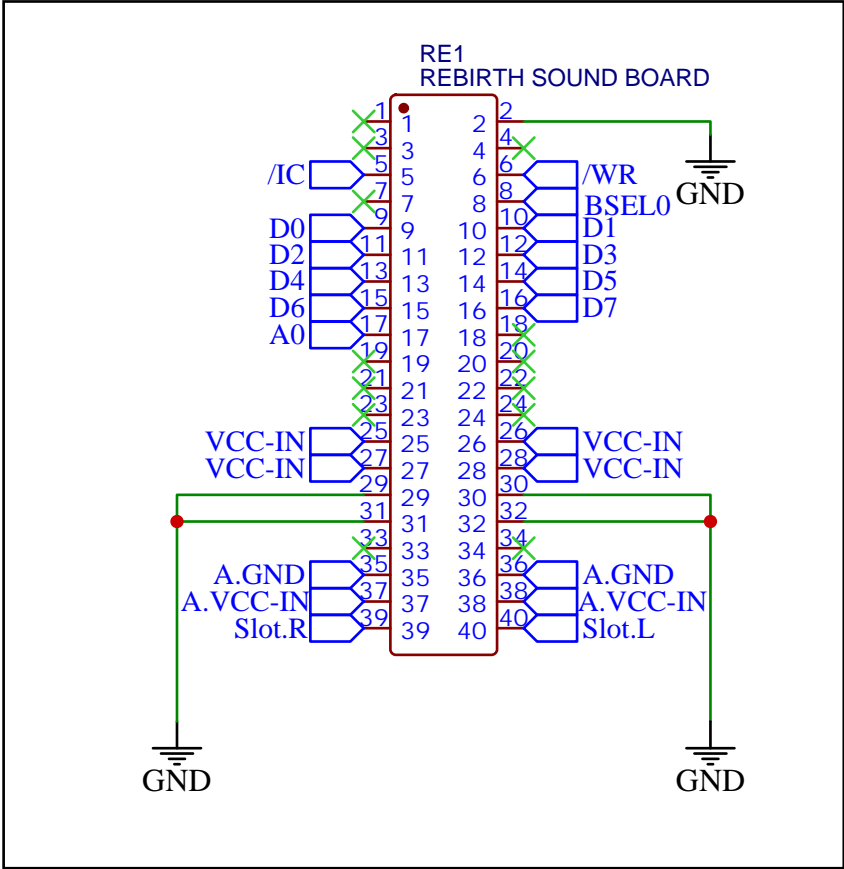 RE1
REBIRTH SOUND BOARD
1 1 2 2
3 3 4 4
/IC 5 5 6 6 /WR
7 7 8 8 BSEL0
GND
D0 9 9 10 10 D1
D2 11 11 12 12 D3
D4 13 13 14 14 D5
D6 15 15 16 16 D7
A0 17 17 18 18
19 19 20 20
21 21 22 22
23 23 24 24
VCC-IN 25 25 26 26 VCC-IN
VCC-IN 27 27 28 28 VCC-IN
29 29 30 30
31 31 32 32
33 33 34 34
A.GND 35 35 36 36 A.GND
A.VCC-IN 37 37 38 38 A.VCC-IN
Slot.R 39 39 40 40 Slot.L
GND GND